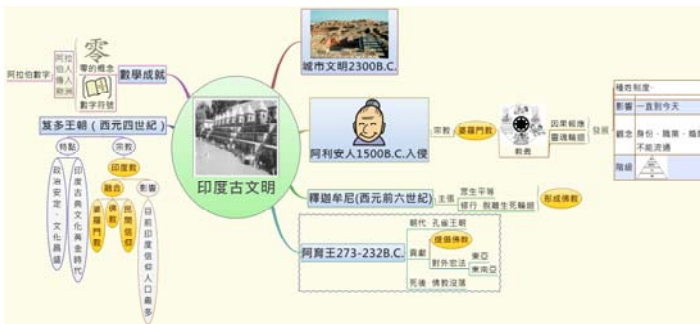 印度古文明
城市文明2300B.C.
阿利安人1500B.C.入侵
宗教
婆羅門教
教義
因果報應
靈魂輪迴
發展
種姓制度
影響
一直到今天
觀念
身份、職業、婚
不能流通
階級
釋迦牟尼(西元前六世紀)
主張
眾生平等
修行 脫離生死輪迴
形成佛教
阿育王273-232B.C.
朝代 孔雀王朝
貢獻
提倡佛教
對外宏法
東亞
東南亞
死後 佛教沒落
數學成就
零
零的概念
數字符號
阿拉伯人傳入歐洲
阿拉伯數字
笈多王朝(西元四世紀)
特點
印度古典文化黃金時代
政治安定、文化昌盛
宗教
印度教
融合
婆羅門教
佛教
民間信仰
影響
目前印度信仰人口最多